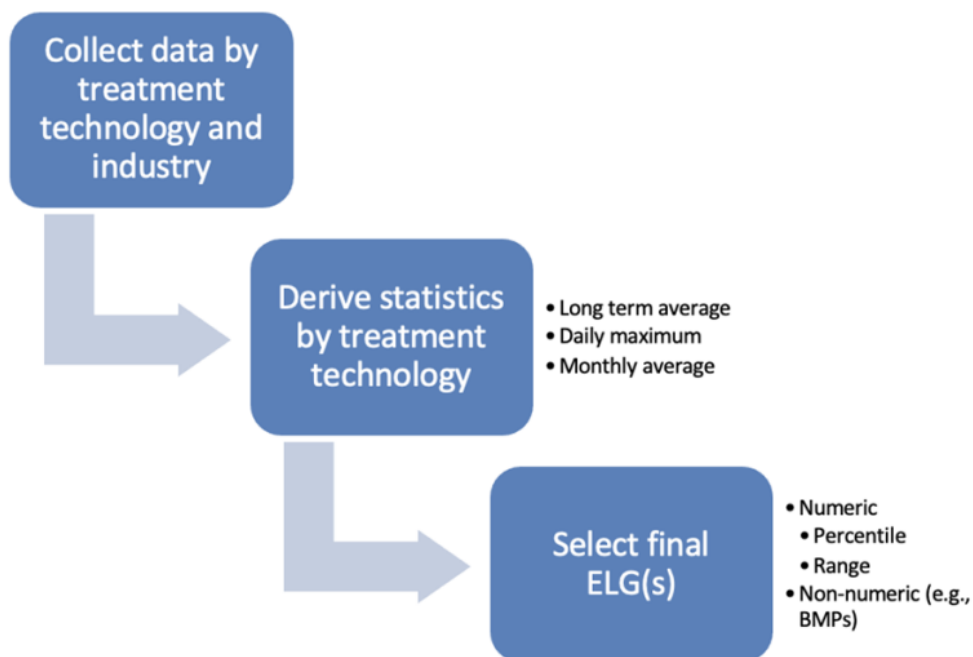 Collect data by
treatment
technology and
industry
Derive statistics
by treatment
technology
• Long term average
• Daily maximum
• Monthly average
Select final
ELG(s)
• Numeric
• Percentile
• Range
• Non-numeric (e.g.,
BMPs)